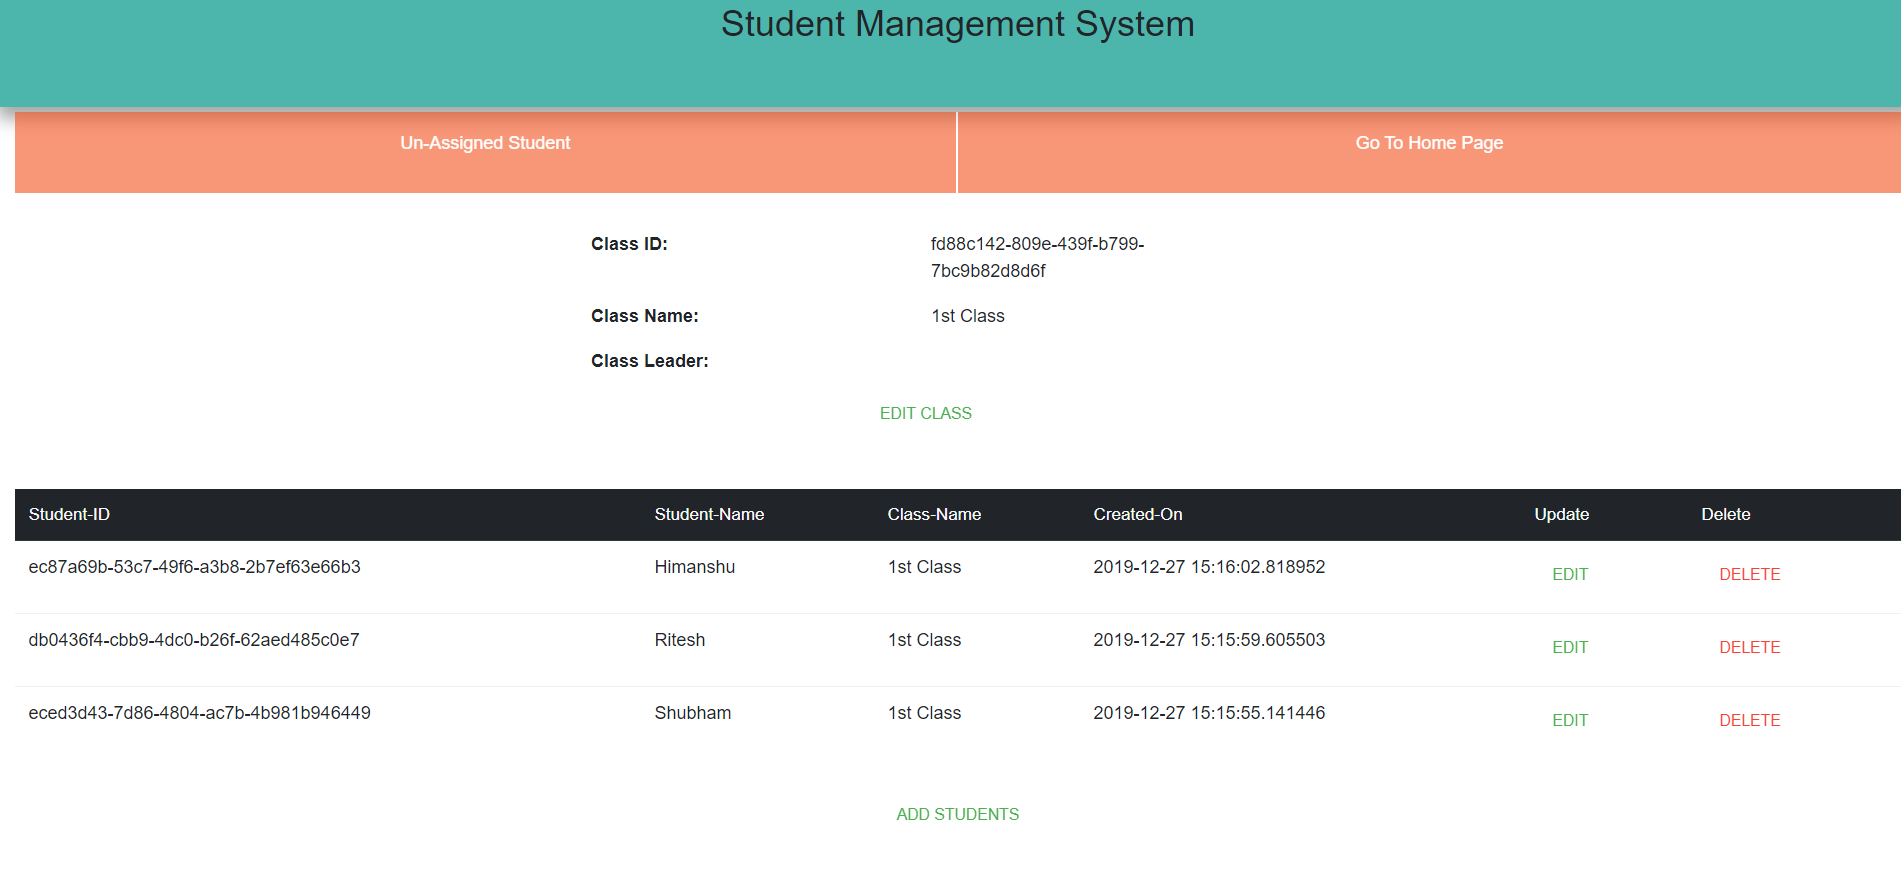 Student Management System
Un-Assigned Student Go To Home Page
Class ID: fd88c142-809e-439f-b799-
7bc9b82d8d6f
Class Name: 1st Class
Class Leader:
EDIT CLASS
Student-ID Student-Name Class-Name Created-On Update Delete
ec87a69b-53c7-49f6-a3b8-2b7ef63e66b3 Himanshu 1st Class 2019-12-27 15:16:02.818952 EDIT DELETE
db0436f4-cbb9-4dc0-b26f-62aed485c0e7 Ritesh 1st Class 2019-12-27 15:15:59.605503 EDIT DELETE
eced3d43-7d86-4804-ac7b-4b981b946449 Shubham 1st Class 2019-12-27 15:15:55.141446 EDIT DELETE
ADD STUDENTS